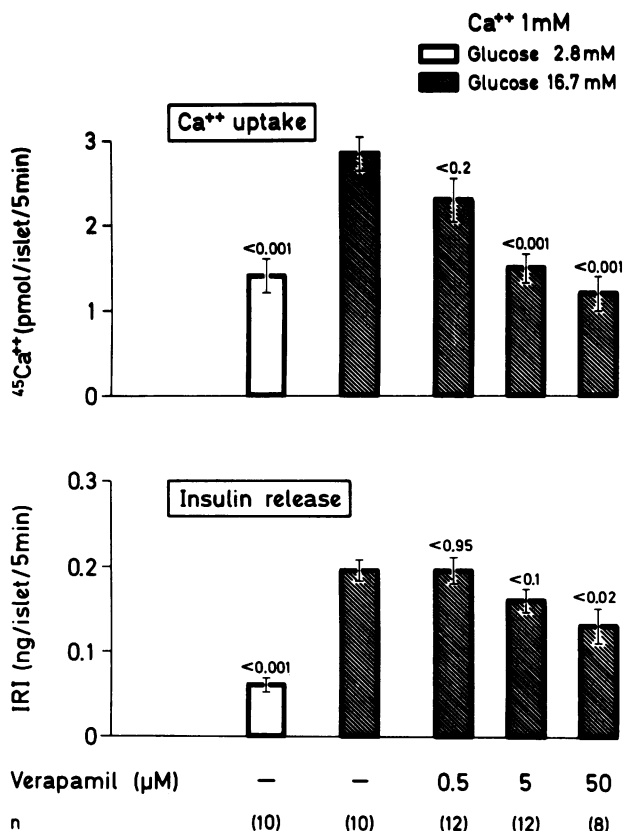 Ca⁺⁺ 1mM
Glucose 2.8mM
Glucose 16.7mM
Ca⁺⁺ uptake
⁴⁵Ca⁺⁺(pmol/islet/5min)
3
2
1
0
<0.001
<0.2
<0.001
<0.001
Insulin release
IRI (ng/islet/5min)
0.3
0.2
0.1
0
<0.001
<0.95
<0.1
<0.02
Verapamil (µM) – – 0.5 5 50
n (10) (10) (12) (12) (8)